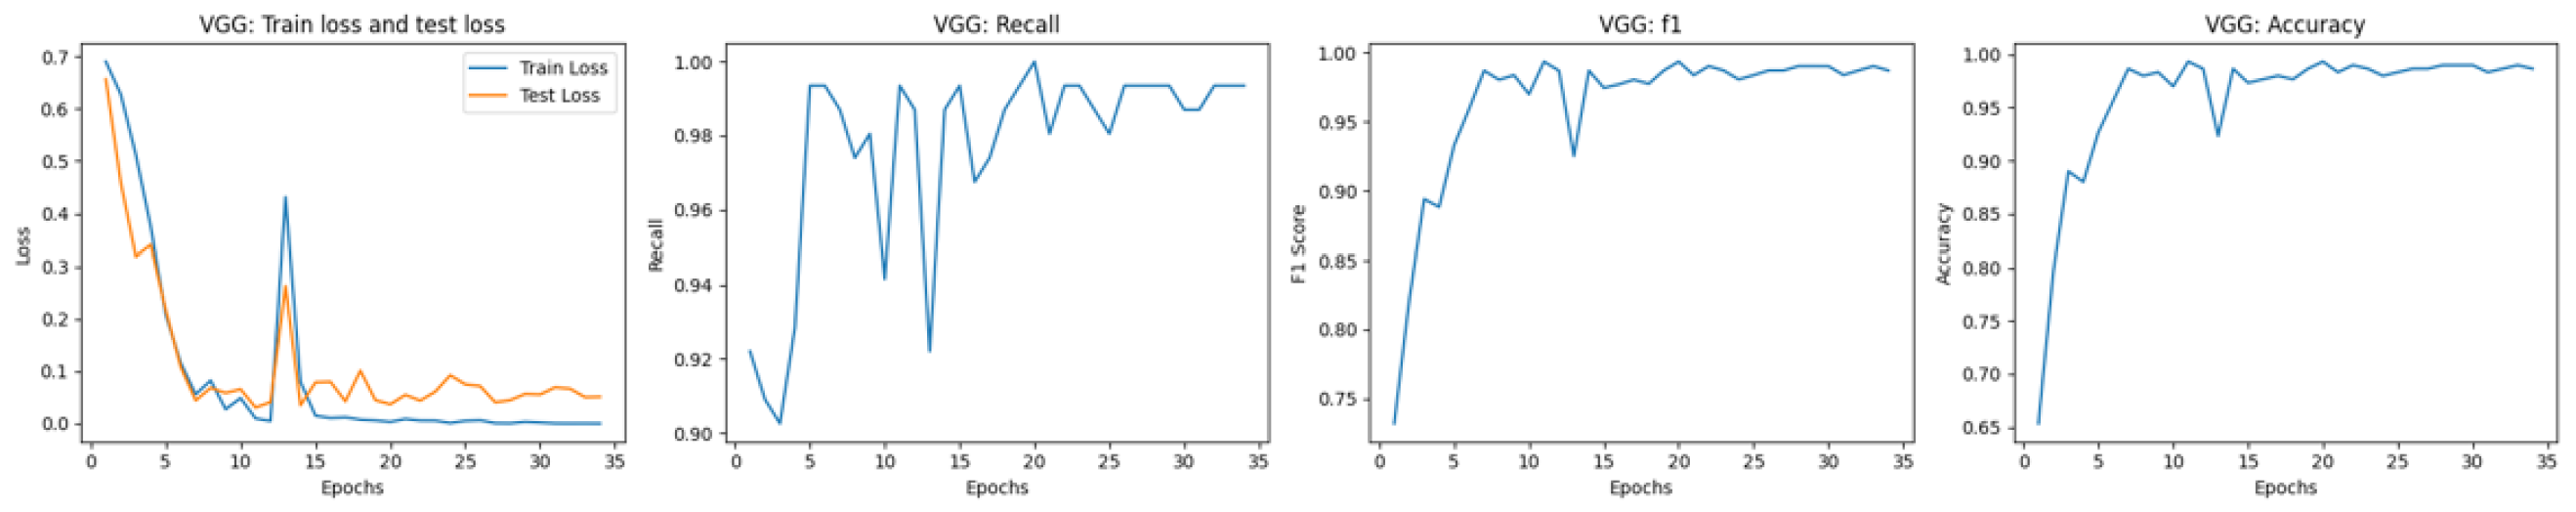 VGG: Train loss and test loss
0.7
0.6
0.5
0.4
0.3
0.2
0.1
0.0
Loss
Train Loss
Test Loss
0 5 10 15 20 25 30 35
Epochs
VGG: Recall
1.00
0.98
0.96
0.94
0.92
0.90
Recall
0 5 10 15 20 25 30 35
Epochs
VGG: f1
1.00
0.95
0.90
0.85
0.80
0.75
F1 Score
0 5 10 15 20 25 30 35
Epochs
VGG: Accuracy
1.00
0.95
0.90
0.85
0.80
0.75
0.70
0.65
Accuracy
0 5 10 15 20 25 30 35
Epochs